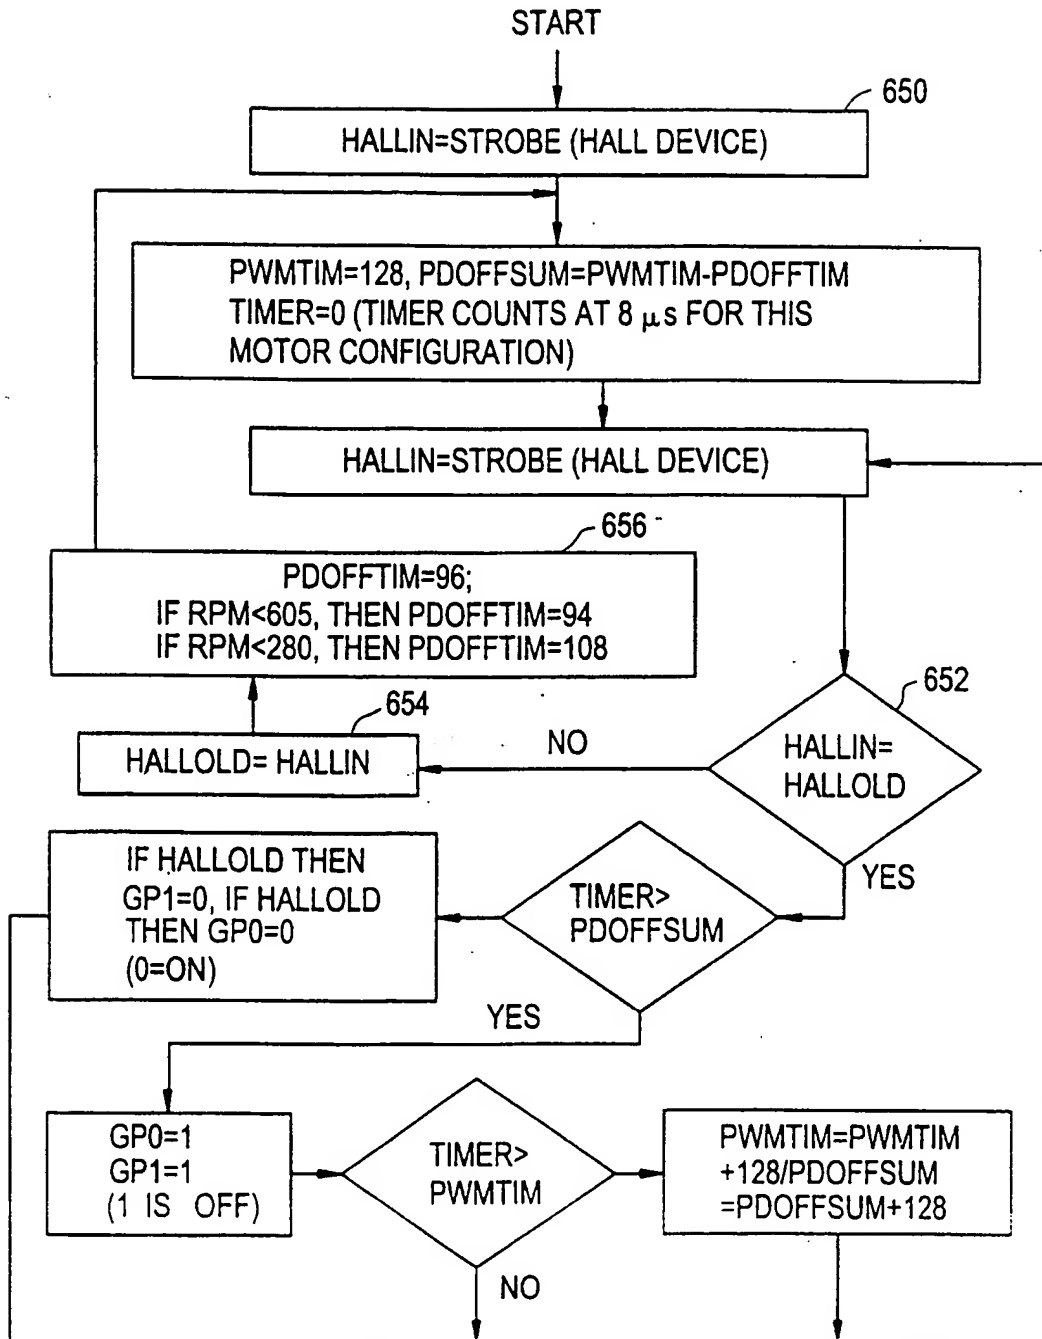 START
650
HALLIN=STROBE (HALL DEVICE)
PWMTIM=128, PDOFFSUM=PWMTIM-PDOFFTIM
TIMER=0 (TIMER COUNTS AT 8 µs FOR THIS
MOTOR CONFIGURATION)
HALLIN=STROBE (HALL DEVICE)
656
PDOFFTIM=96;
IF RPM<605, THEN PDOFFTIM=94
IF RPM<280, THEN PDOFFTIM=108
652
HALLIN=
HALLOLD
NO
654
HALLOLD= HALLIN
YES
TIMER>
PDOFFSUM
IF HALLOLD THEN
GP1=0, IF HALLOLD
THEN GP0=0
(0=ON)
YES
GP0=1
GP1=1
(1 IS OFF)
TIMER>
PWMTIM
PWMTIM=PWMTIM
+128/PDOFFSUM
=PDOFFSUM+128
NO